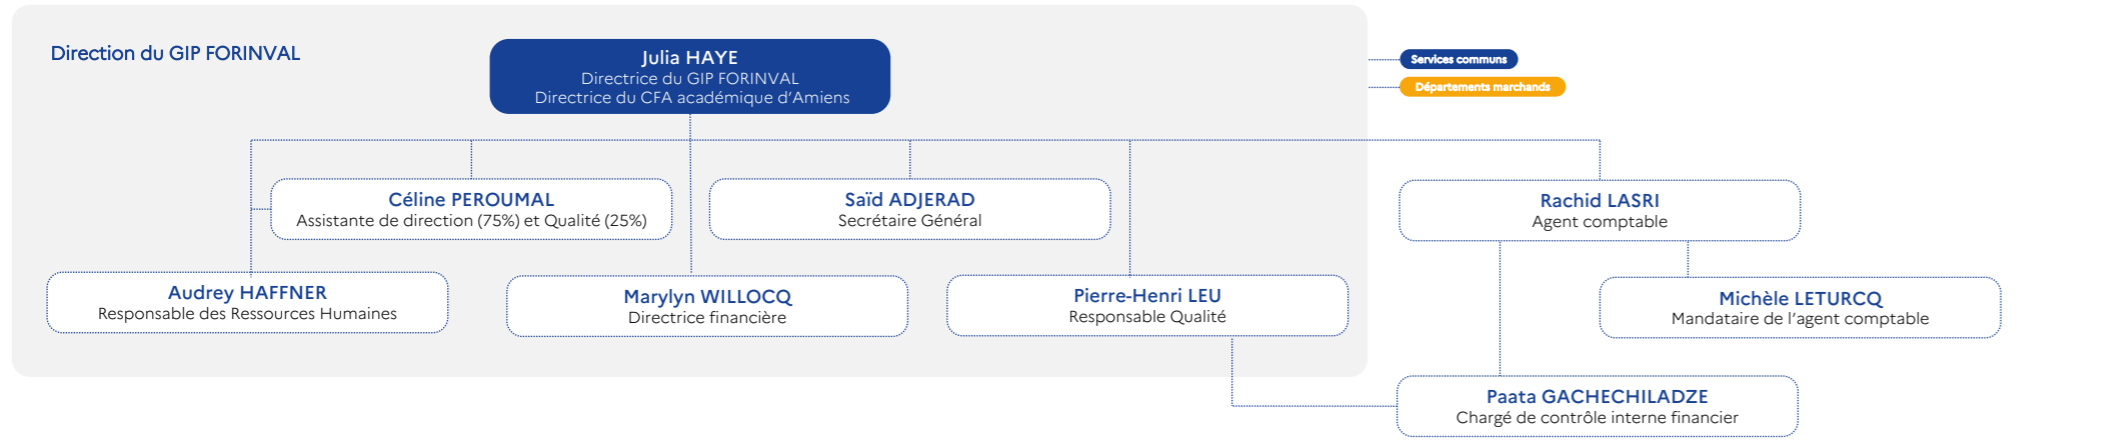 Direction du GIP FORINVAL
Julia HAYE
Directrice du GIP FORINVAL
Directrice du CFA académique d'Amiens
Services communs
Départements marchands
Céline PEROUMAL
Assistante de direction (75%) et Qualité (25%)
Saïd ADJERAD
Secrétaire Général
Rachid LASRI
Agent comptable
Audrey HAFFNER
Responsable des Ressources Humaines
Marylyn WILLOCQ
Directrice financière
Pierre-Henri LEU
Responsable Qualité
Michèle LETURCQ
Mandataire de l'agent comptable
Paata GACHECHILADZE
Chargé de contrôle interne financier